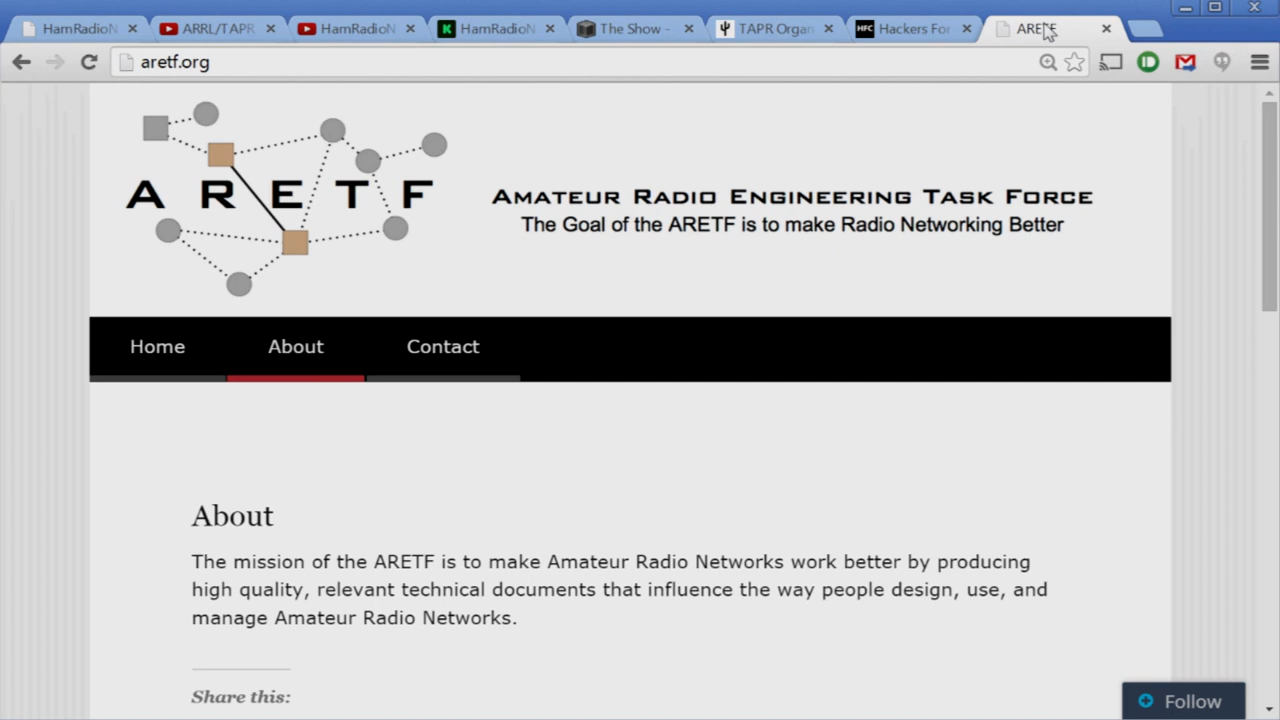 HamRadioN
ARRL/TAPR
HamRadioN
HamRadioN
The Show -
TAPR Organ
HFC Hackers For
ARETF
aretf.org
A R E T F
AMATEUR RADIO ENGINEERING TASK FORCE
The Goal of the ARETF is to make Radio Networking Better
Home
About
Contact
About
The mission of the ARETF is to make Amateur Radio Networks work better by producing
high quality, relevant technical documents that influence the way people design, use, and
manage Amateur Radio Networks.
Share this:
Follow